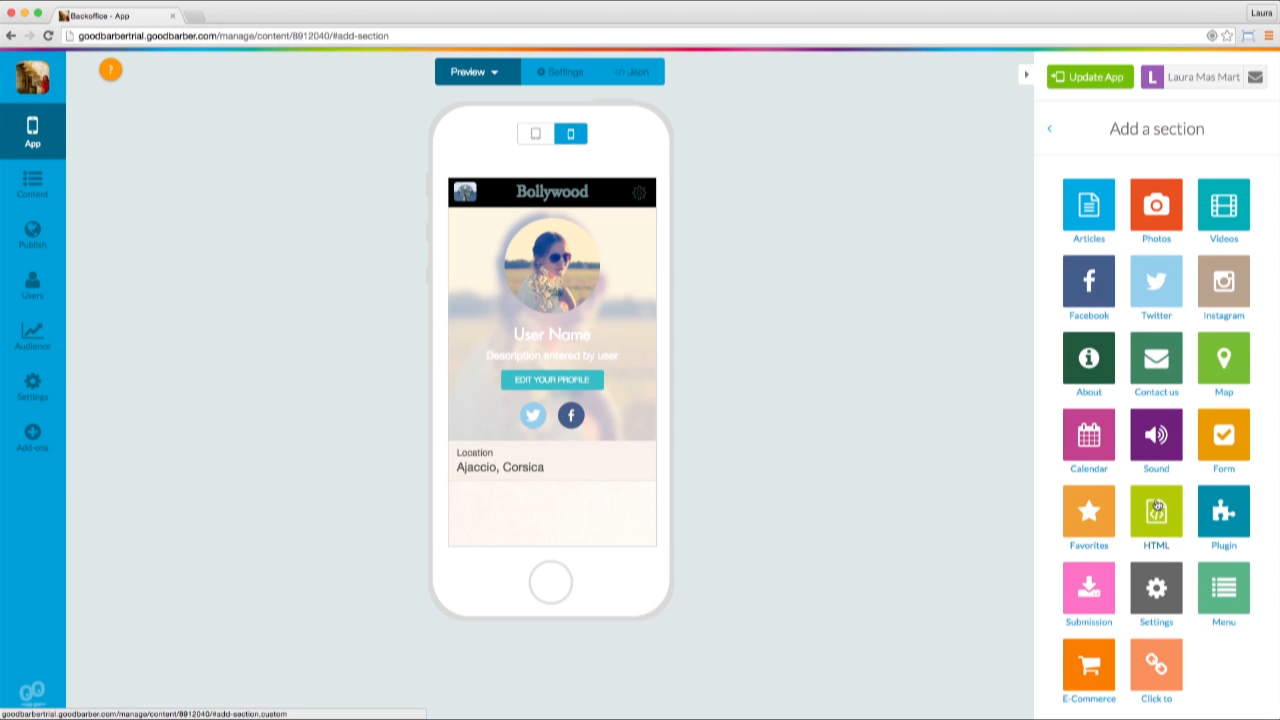 Backoffice - App
Laura
goodbarbertrial.goodbarber.com/manage/content/8912040/#add-section
?
Preview
Settings
</> Json
Update App
L
Laura Mas Mart
App
Content
Publish
Users
Audience
Settings
Add-ons
Bollywood
User Name
Description entered by user
EDIT YOUR PROFILE
Location
Ajaccio, Corsica
Add a section
Articles
Photos
Videos
Facebook
Twitter
Instagram
About
Contact us
Map
Calendar
Sound
Form
Favorites
HTML
Plugin
Submission
Settings
Menu
E-Commerce
Click to
goodbarbertrial.goodbarber.com/manage/content/8912040/#add-section,custom